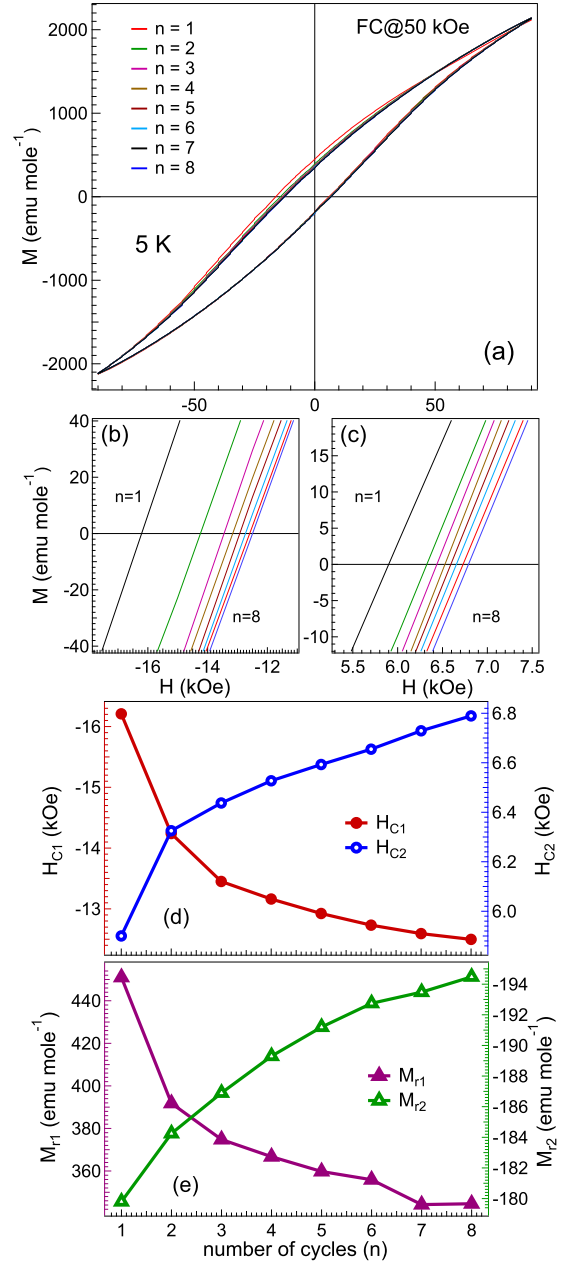 2000
1000
0
-1000
-2000
M (emu mole⁻¹)
FC@50 kOe
n = 1
n = 2
n = 3
n = 4
n = 5
n = 6
n = 7
n = 8
5 K
(a)
-50 0 50
(b)
40
20
0
-20
-40
M (emu mole⁻¹)
n=1
n=8
-16 -14 -12
H (kOe)
(c)
15
10
5
0
-5
-10
n=1
n=8
5.5 6.0 6.5 7.0 7.5
H (kOe)
-16
-15
-14
-13
H_C1 (kOe)
H_C1
H_C2
(d)
6.8
6.6
6.4
6.2
6.0
H_C2 (kOe)
440
420
400
380
360
M_r1 (emu mole⁻¹)
M_r1
M_r2
(e)
-194
-192
-190
-188
-186
-184
-182
-180
M_r2 (emu mole⁻¹)
1 2 3 4 5 6 7 8
number of cycles (n)